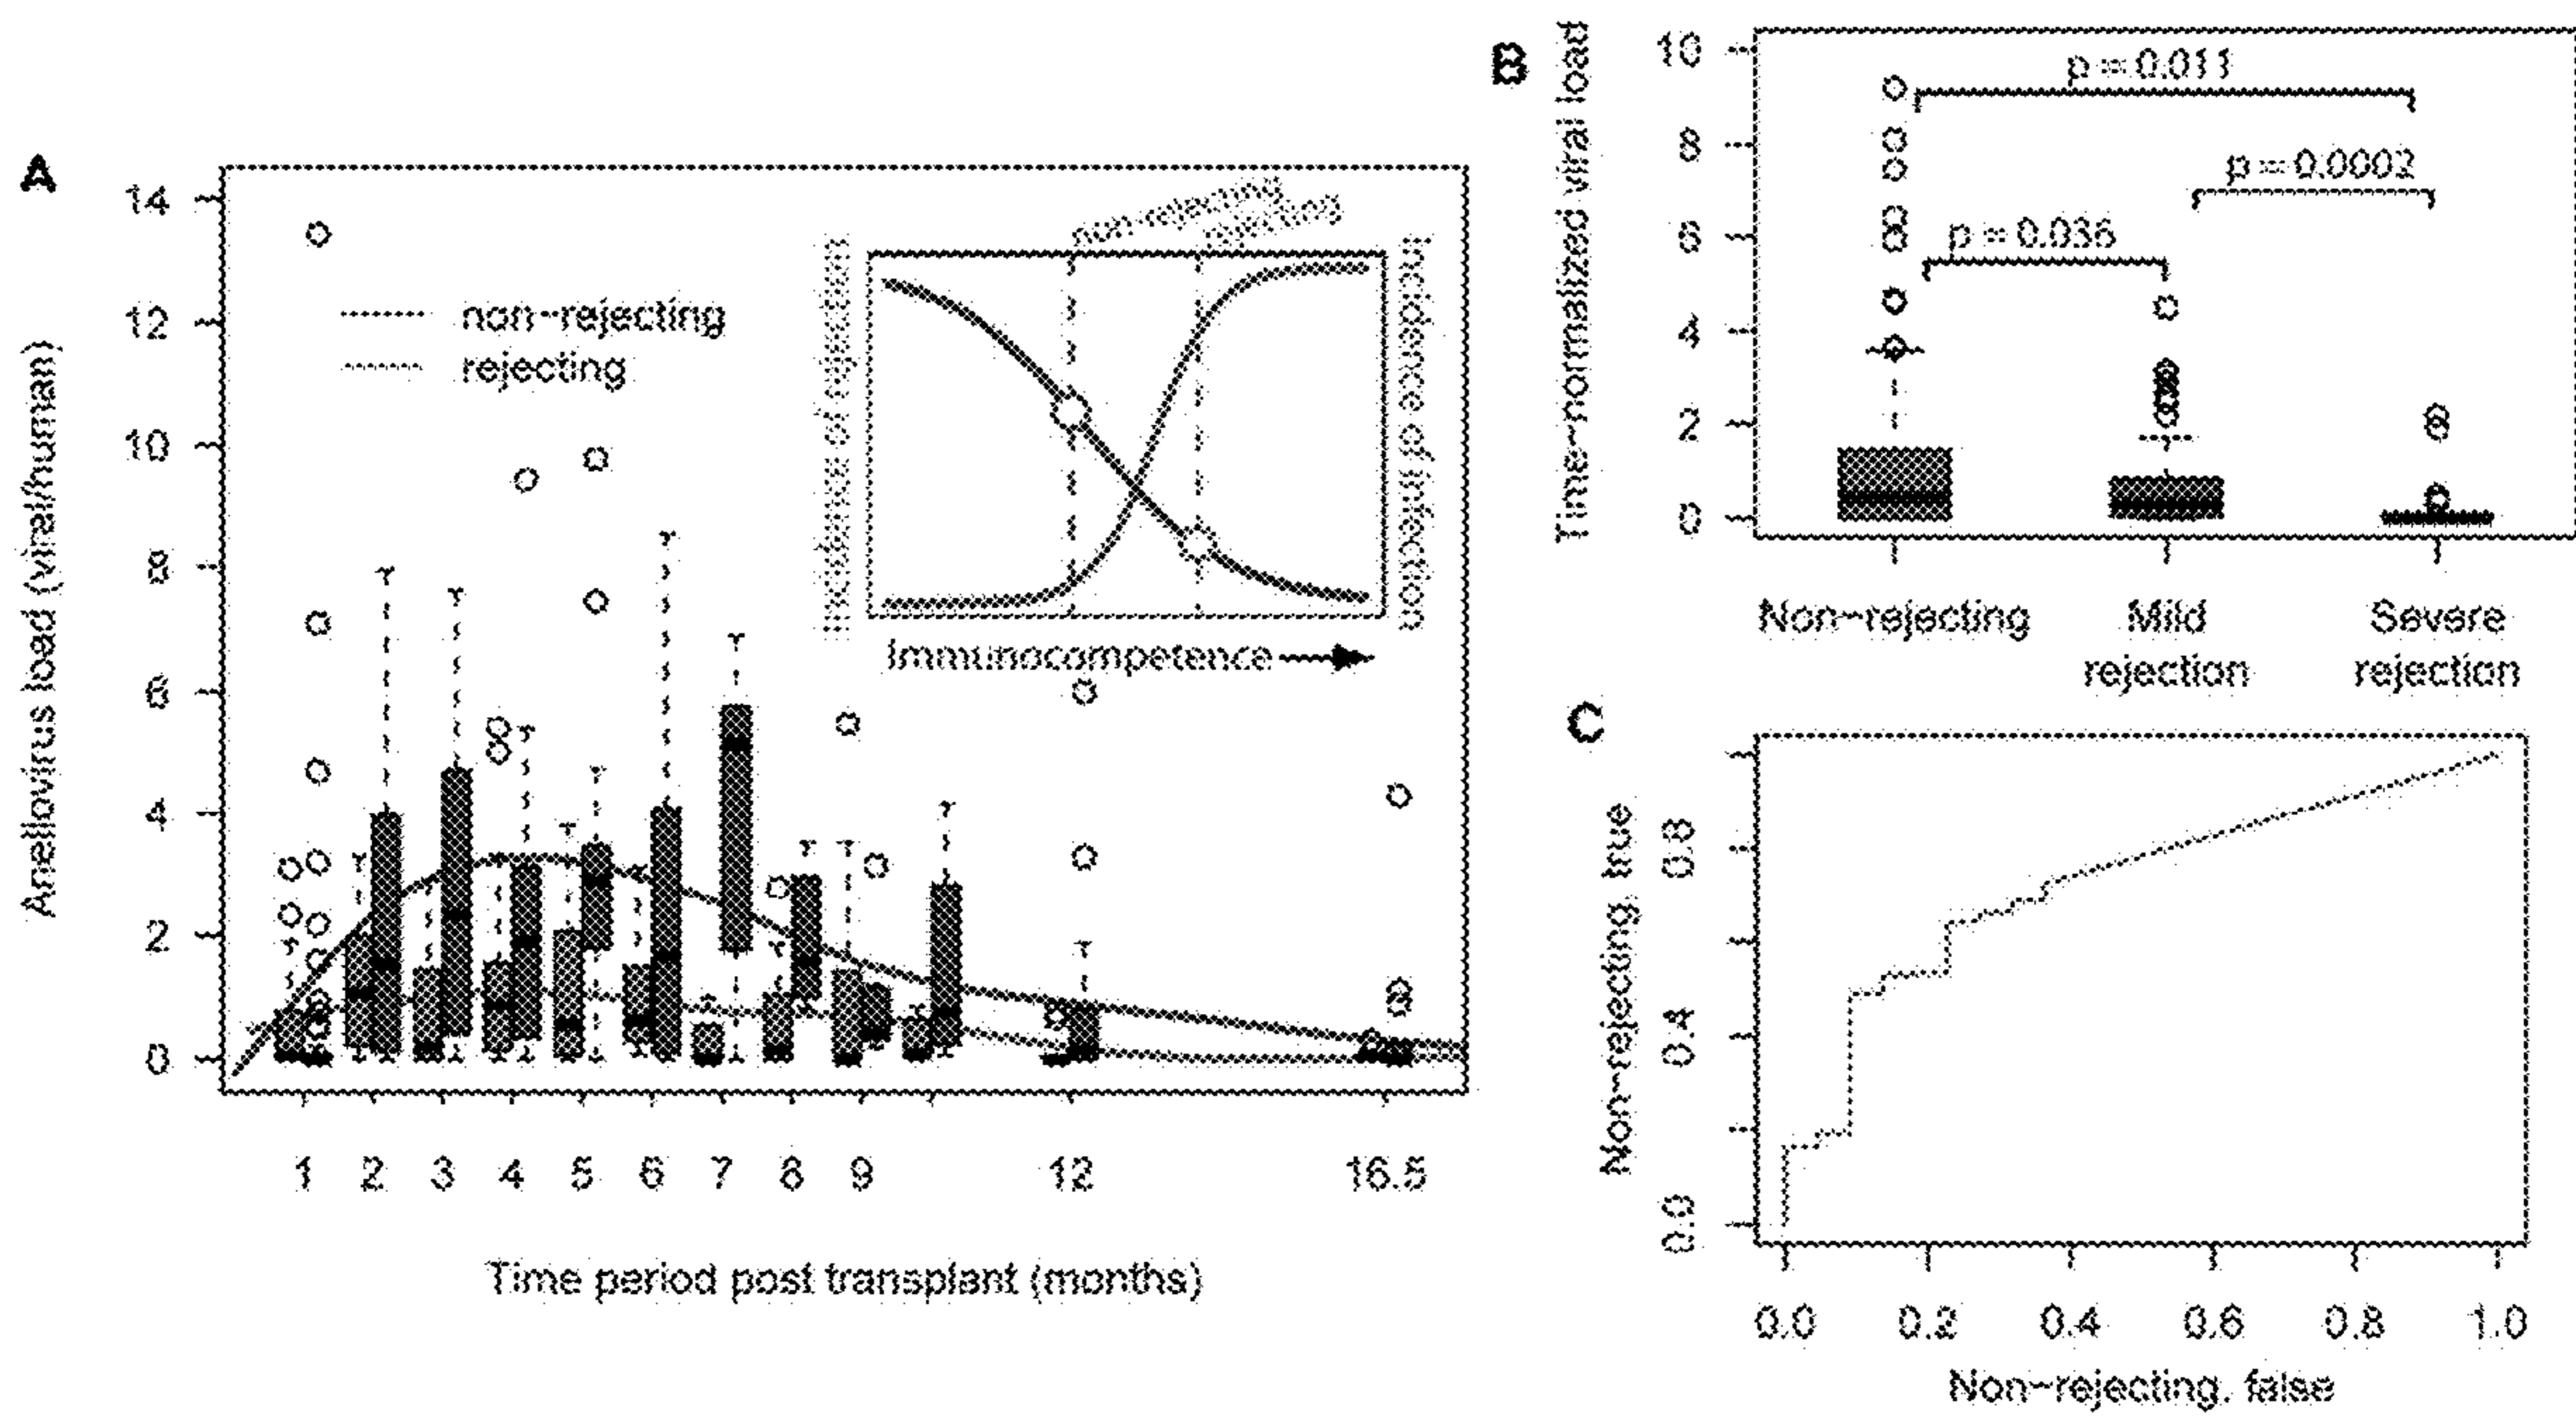 A
Anellovirus load (viral/human)
14
12
10
8
6
4
2
0
non-rejecting
rejecting
non-rejecting
rejecting
Incidence of rejection
Incidence of infection
Immunocompetence
1 2 3 4 5 6 7 8 9 12 16.5
Time period post transplant (months)
B
Time-normalized viral load
10
8
6
4
2
0
p = 0.011
p = 0.0002
p = 0.036
Non-rejecting
Mild
rejection
Severe
rejection
C
Non-rejecting, true
0.8
0.4
0.0
0.0 0.2 0.4 0.6 0.8 1.0
Non-rejecting, false